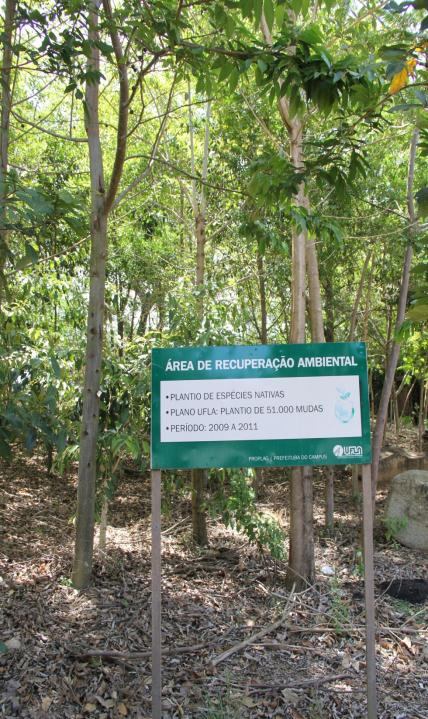 ÁREA DE RECUPERAÇÃO AMBIENTAL
• PLANTIO DE ESPÉCIES NATIVAS
• PLANO UFLA: PLANTIO DE 51.000 MUDAS
• PERÍODO: 2009 A 2011
PROPLAG | PREFEITURA DO CAMPUS
UFLA